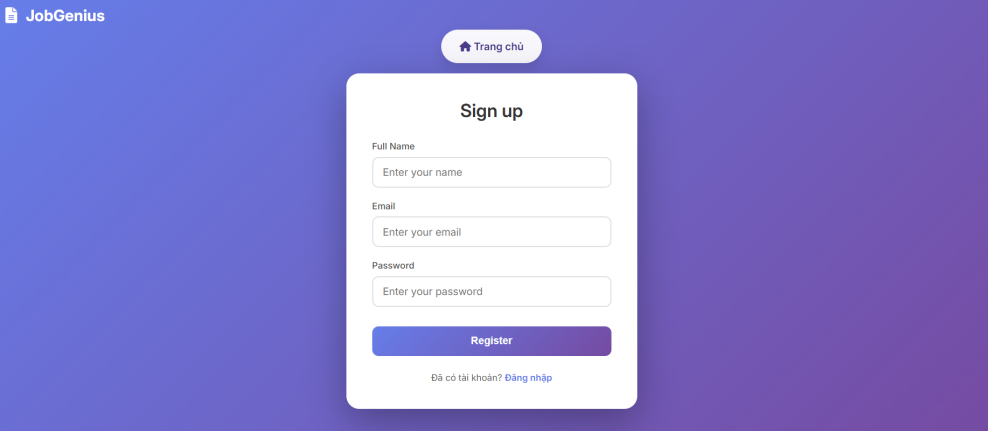 JobGenius
Trang chủ
Sign up
Full Name
Enter your name
Email
Enter your email
Password
Enter your password
Register
Đã có tài khoản? Đăng nhập